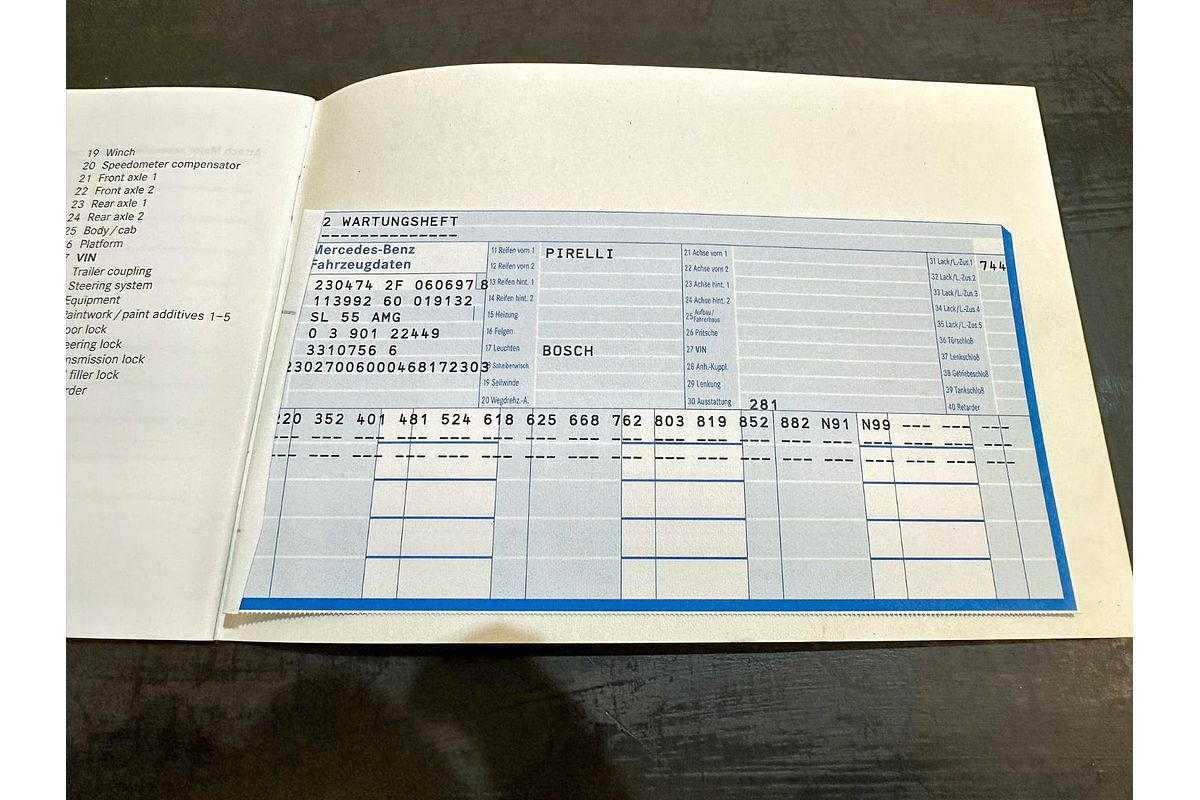 19 Winch
20 Speedometer compensator
21 Front axle 1
22 Front axle 2
23 Rear axle 1
24 Rear axle 2
25 Body/cab
6 Platform
VIN
Trailer coupling
Steering system
Equipment
aintwork/paint additives 1–5
oor lock
eering lock
nsmission lock
filler lock
rder
2 WARTUNGSHEFT
Mercedes-Benz
Fahrzeugdaten
230474 2F 060697 8
113992 60 019132
SL 55 AMG
0 3 901 22449
3310756 6
23027006000468172303
11 Reifen vorn 1 PIRELLI
12 Reifen vorn 2
13 Reifen hint. 1
14 Reifen hint. 2
15 Heizung
16 Felgen
17 Leuchten BOSCH
18 Scheibenwisch.
19 Seilwinde
20 Wegdrehz.-A.
21 Achse vorn 1
22 Achse vorn 2
23 Achse hint. 1
24 Achse hint. 2
25 Aufbau/Fahrerhaus
26 Pritsche
27 VIN
28 Anh.-Kuppl.
29 Lenkung
30 Ausstattung 281
31 Lack/L.-Zus.1 744
32 Lack/L.-Zus.2
33 Lack/L.-Zus.3
34 Lack/L.-Zus.4
35 Lack/L.-Zus.5
36 Türschloß
37 Lenkschloß
38 Getriebeschloß
39 Tankschloß
40 Retarder
220 352 401 481 524 618 625 668 762 803 819 852 882 N91 N99 --- --- ---
--- --- --- --- --- --- --- --- --- --- --- --- --- --- --- --- --- ---
--- --- --- --- --- --- --- --- --- --- --- --- --- --- --- --- --- ---